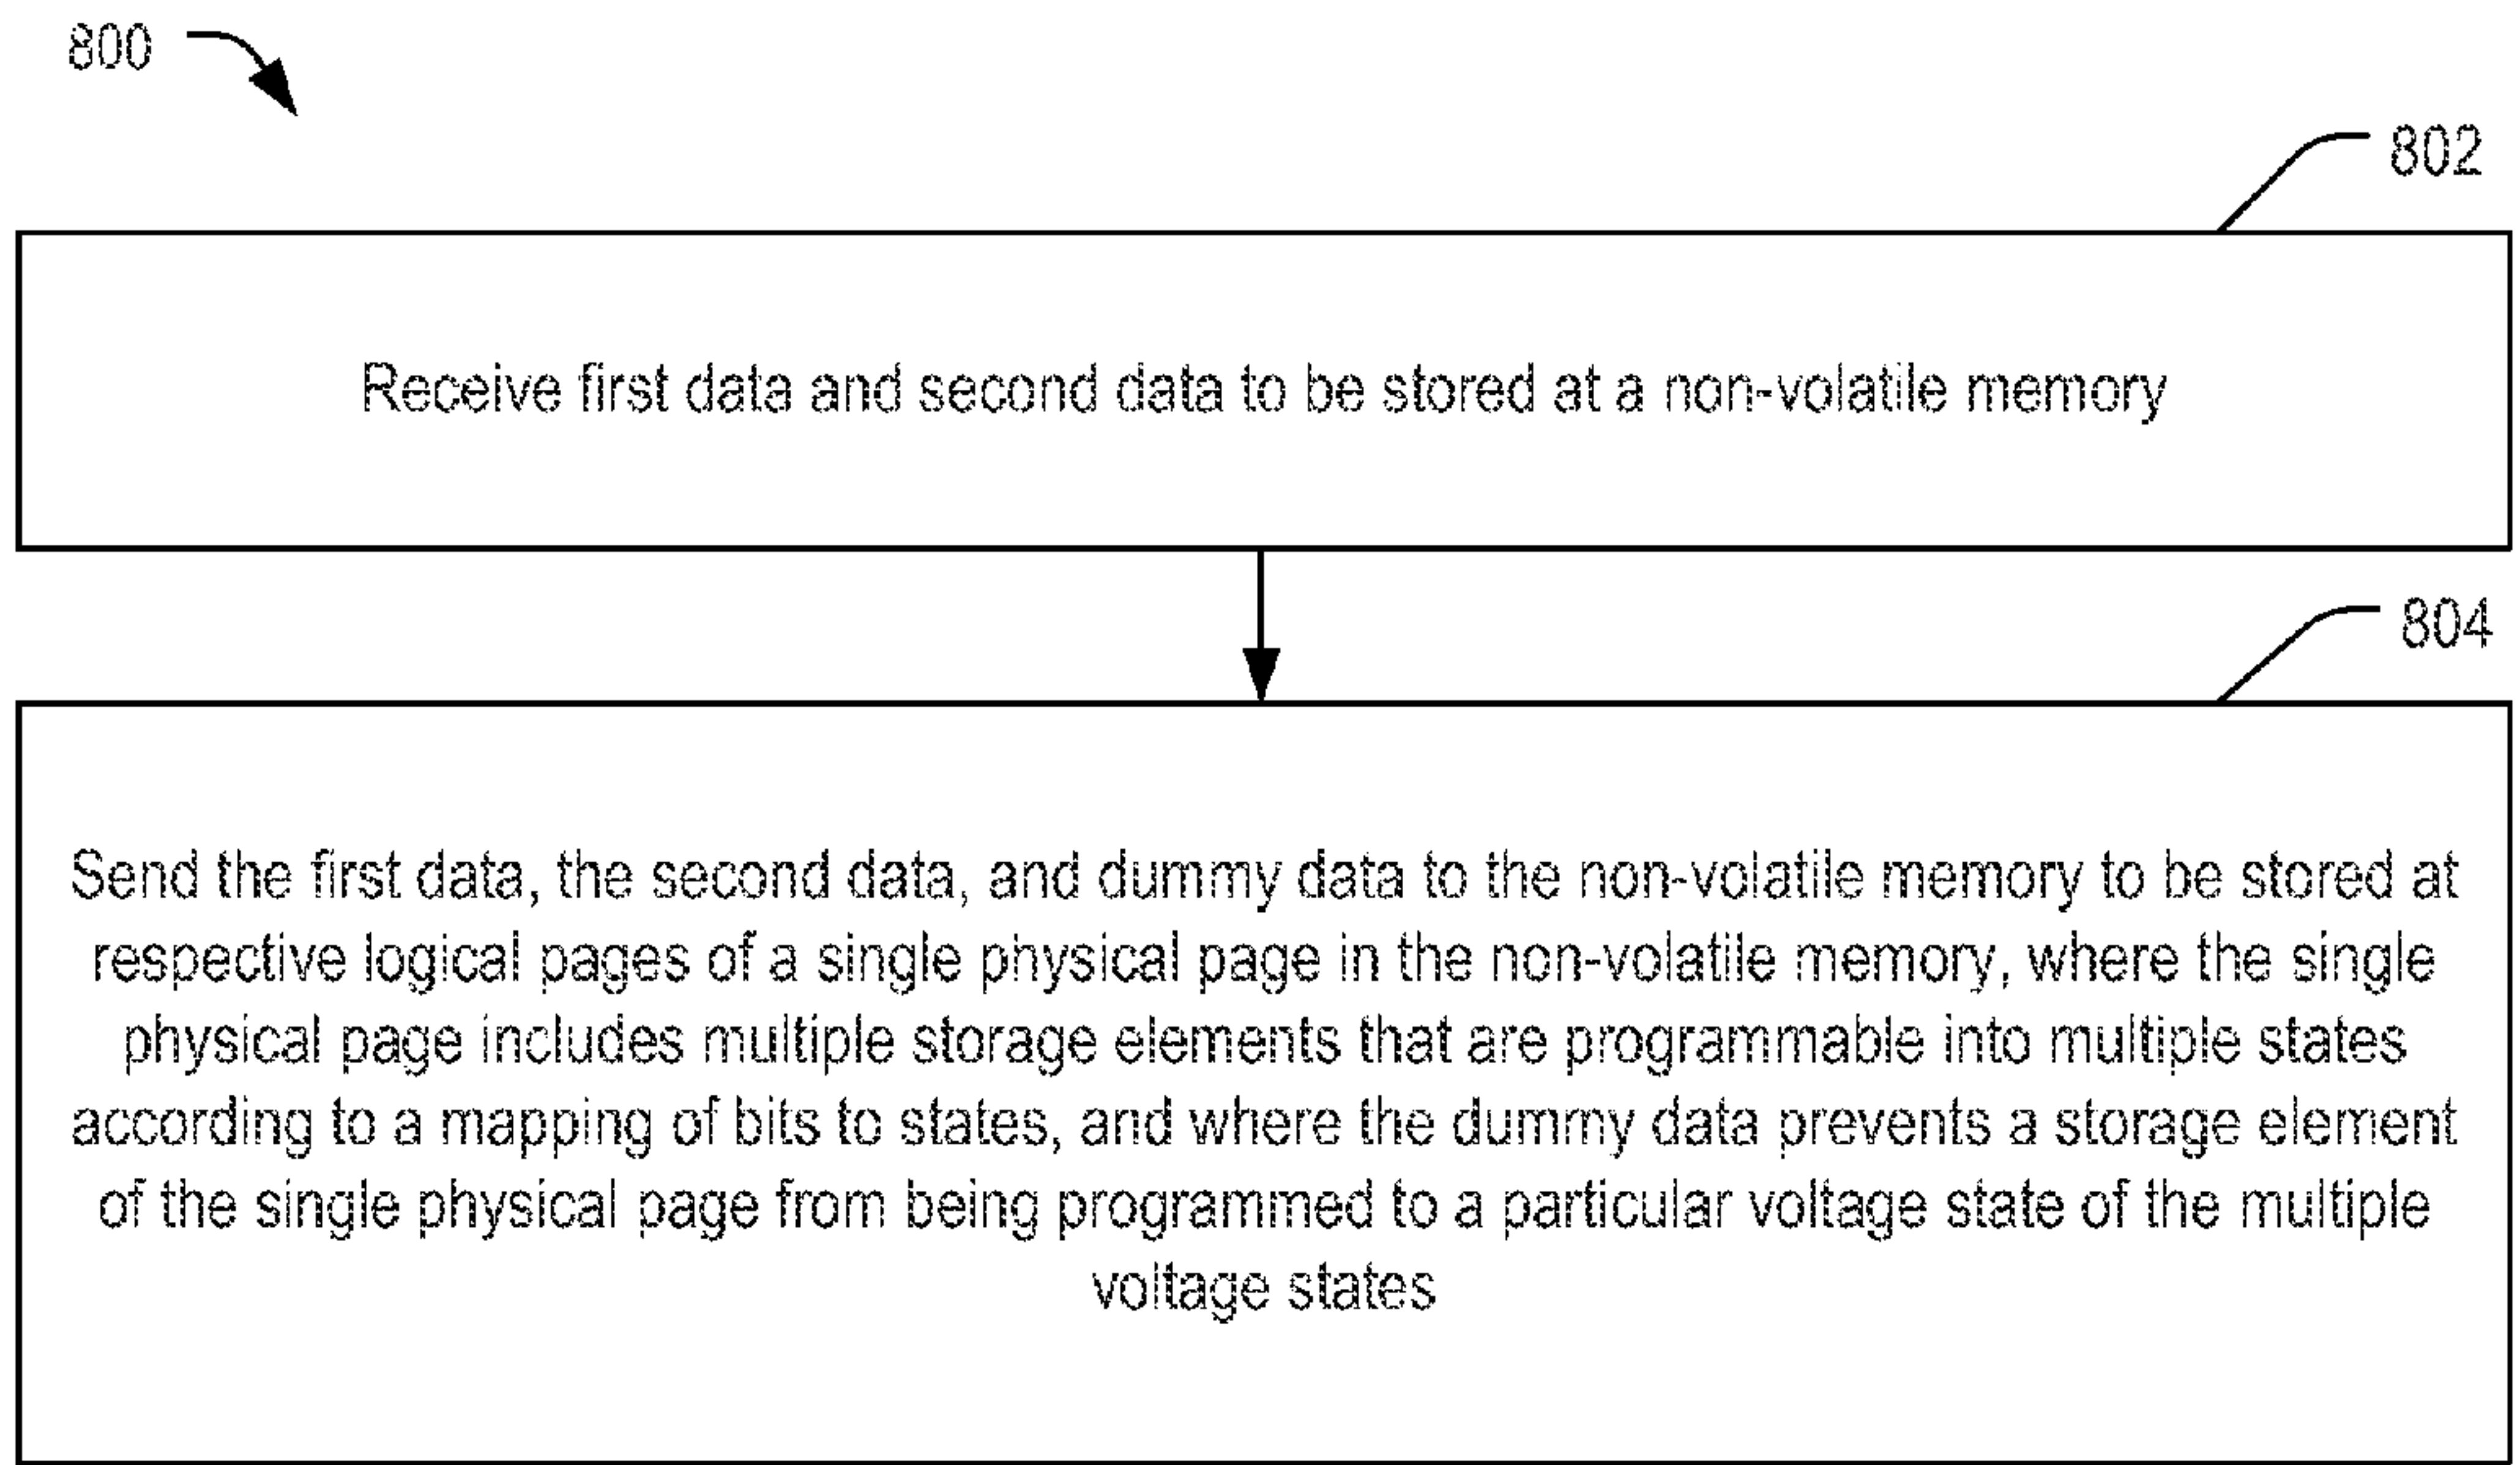 800
802
Receive first data and second data to be stored at a non-volatile memory
804
Send the first data, the second data, and dummy data to the non-volatile memory to be stored at
respective logical pages of a single physical page in the non-volatile memory, where the single
physical page includes multiple storage elements that are programmable into multiple states
according to a mapping of bits to states, and where the dummy data prevents a storage element
of the single physical page from being programmed to a particular voltage state of the multiple
voltage states